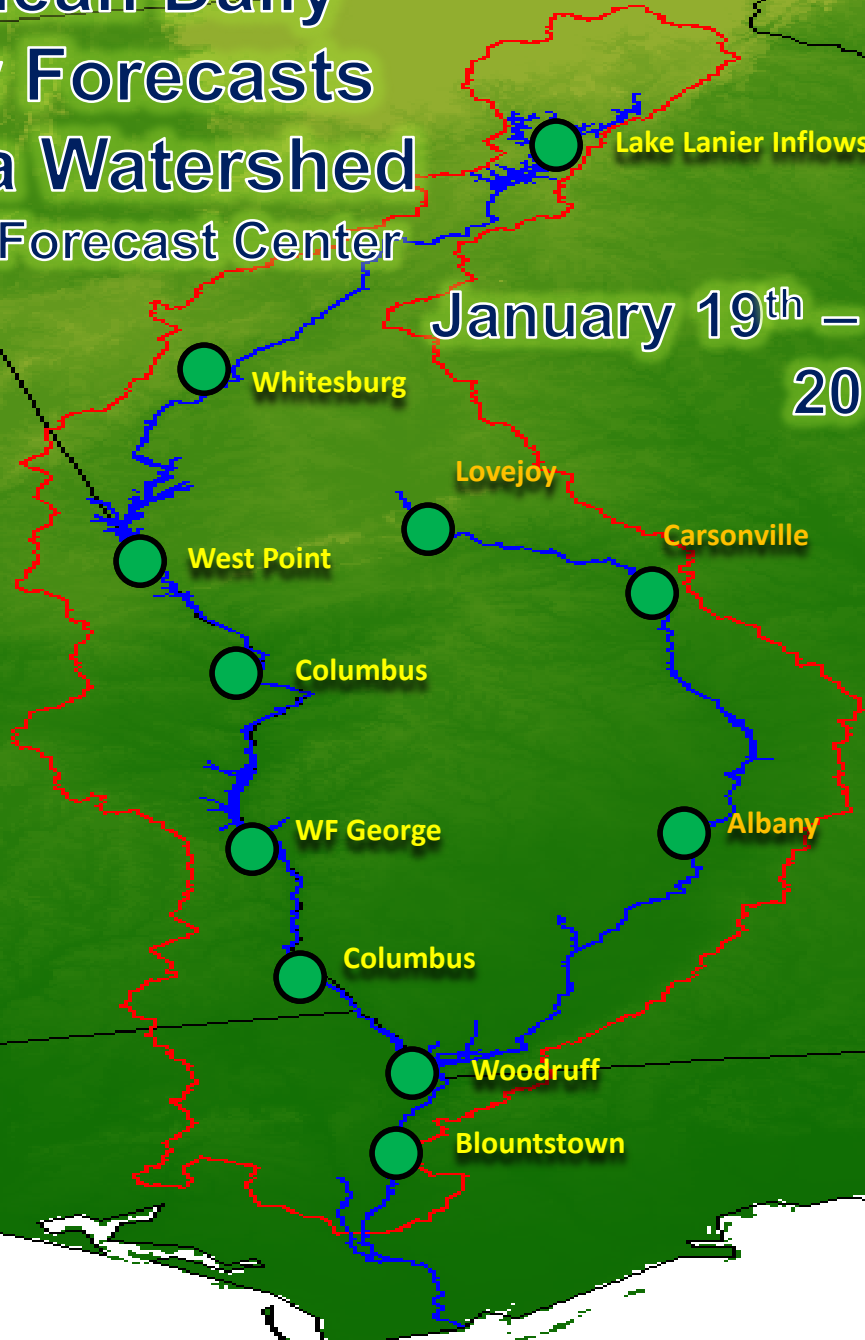 Daily
Forecasts
Watershed
Forecast Center
Lake Lanier Inflows
January 19th –
20
Whitesburg
Lovejoy
Carsonville
West Point
Columbus
WF George
Albany
Columbus
Woodruff
Blountstown